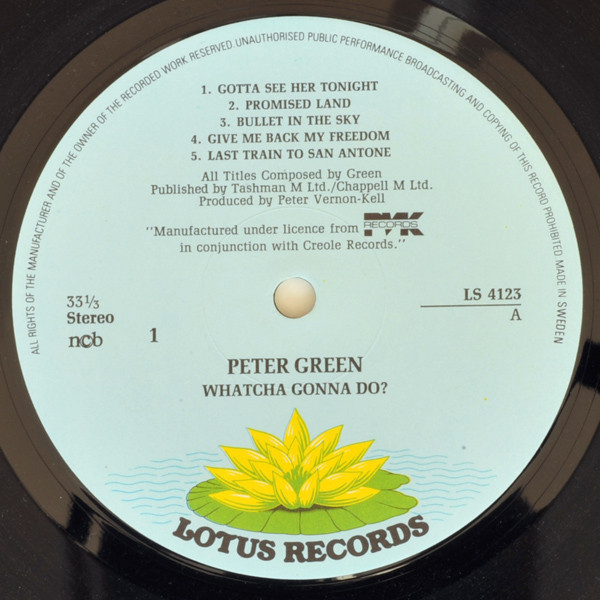 ALL RIGHTS OF THE MANUFACTURER AND OF THE OWNER OF THE RECORDED WORK RESERVED. UNAUTHORISED PUBLIC PERFORMANCE BROADCASTING AND COPYING OF THIS RECORD PROHIBITED. MADE IN SWEDEN
1. GOTTA SEE HER TONIGHT
2. PROMISED LAND
3. BULLET IN THE SKY
4. GIVE ME BACK MY FREEDOM
5. LAST TRAIN TO SAN ANTONE
All Titles Composed by Green
Published by Tashman M Ltd./Chappell M Ltd.
Produced by Peter Vernon-Kell
"Manufactured under licence from PVK RECORDS
in conjunction with Creole Records."
33 1/3
Stereo
ncb
1
LS 4123
A
PETER GREEN
WHATCHA GONNA DO?
LOTUS RECORDS